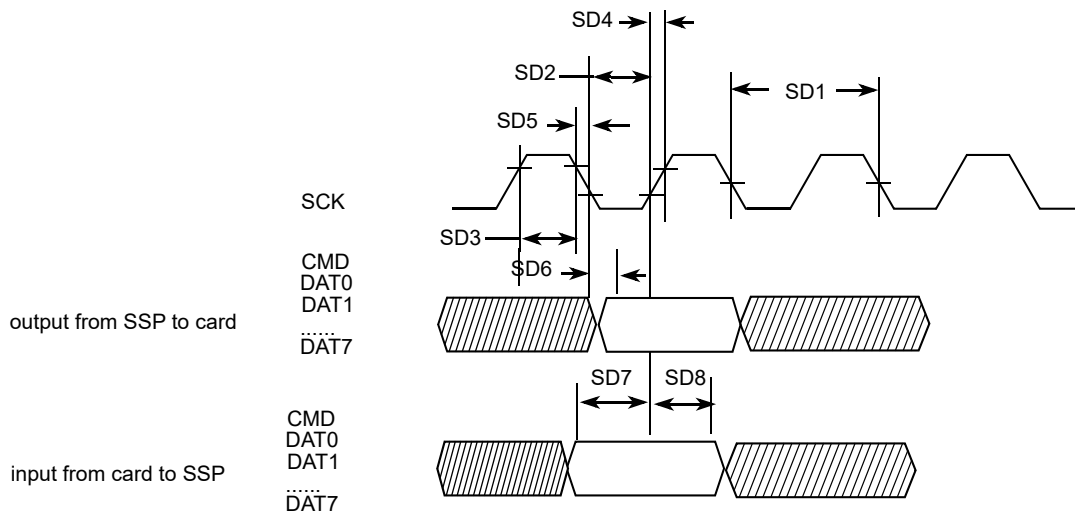 SD4
SD2
SD1
SD5
SCK
SD3
CMD
SD6
DAT0
DAT1
output from SSP to card
......
DAT7
SD7
SD8
CMD
DAT0
DAT1
input from card to SSP
......
DAT7